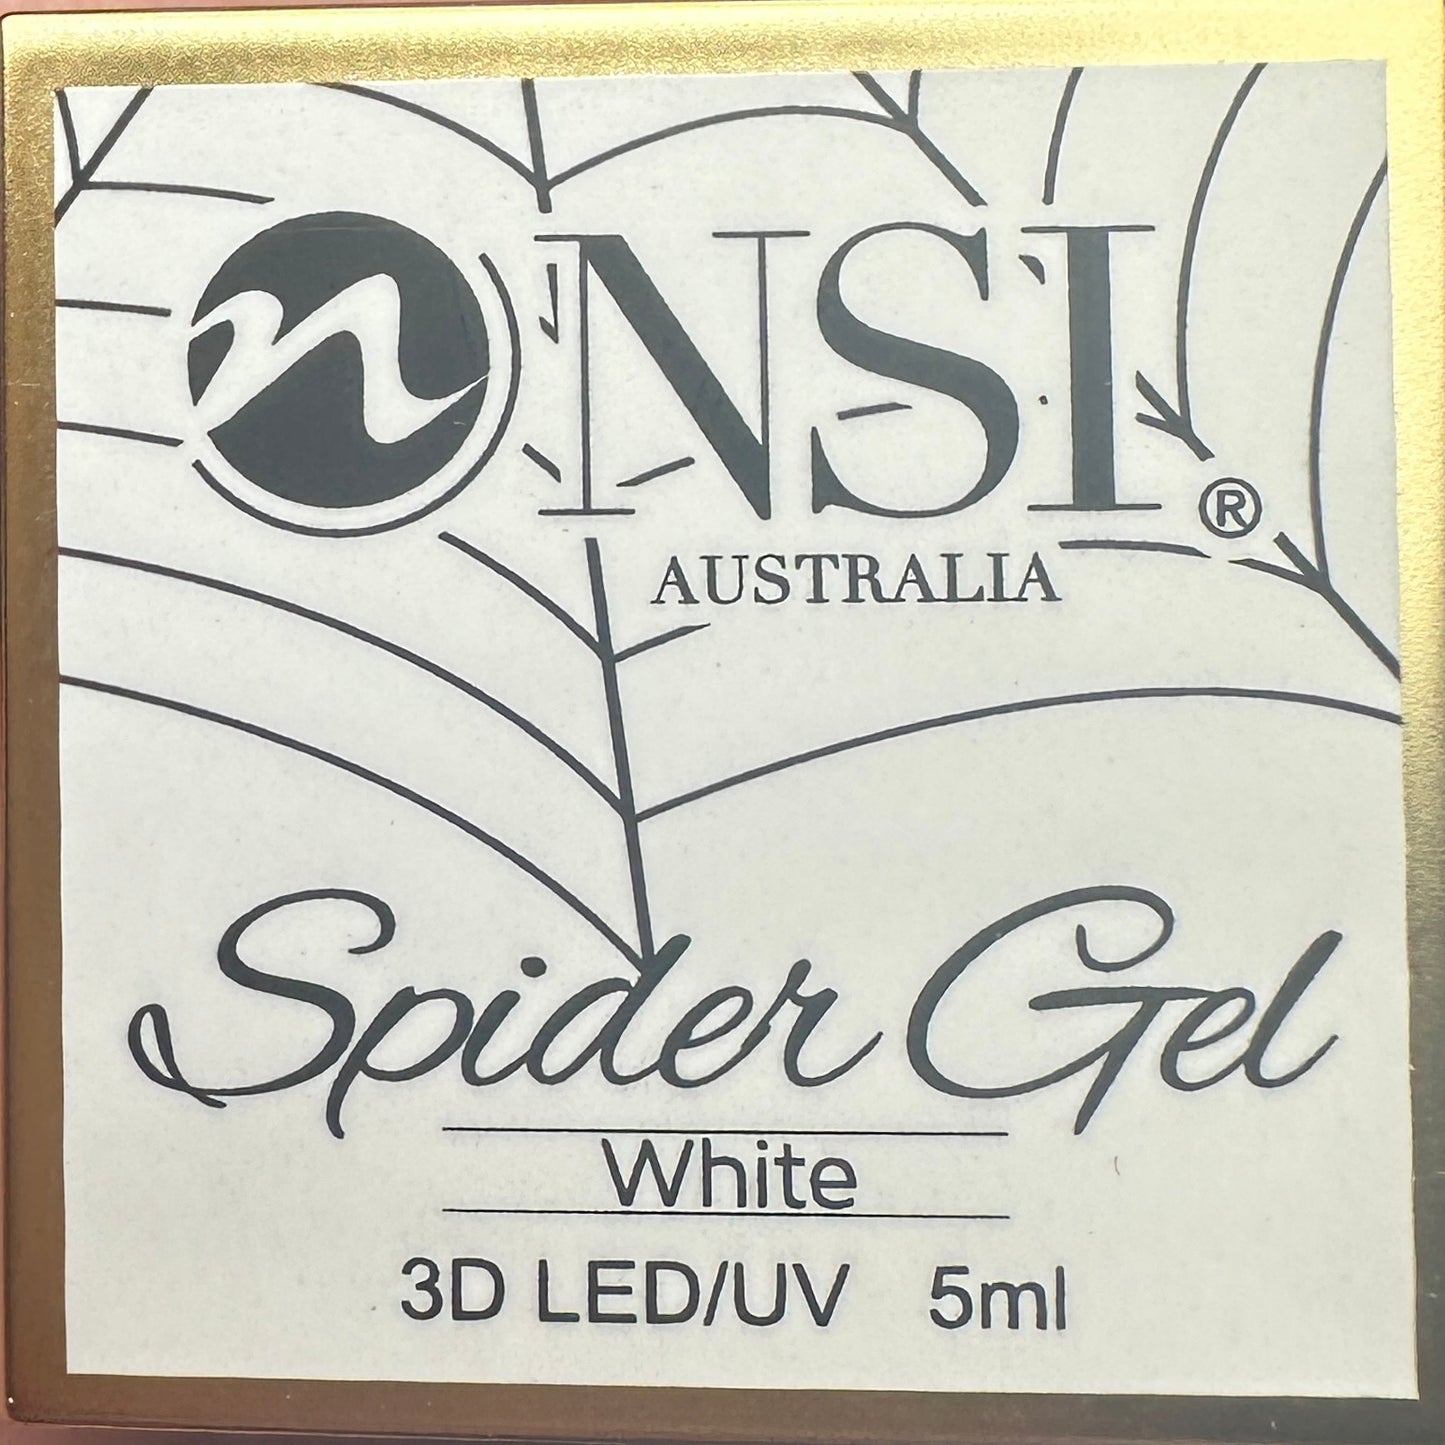 NSI®
AUSTRALIA
Spider Gel
White
3D LED/UV 5ml